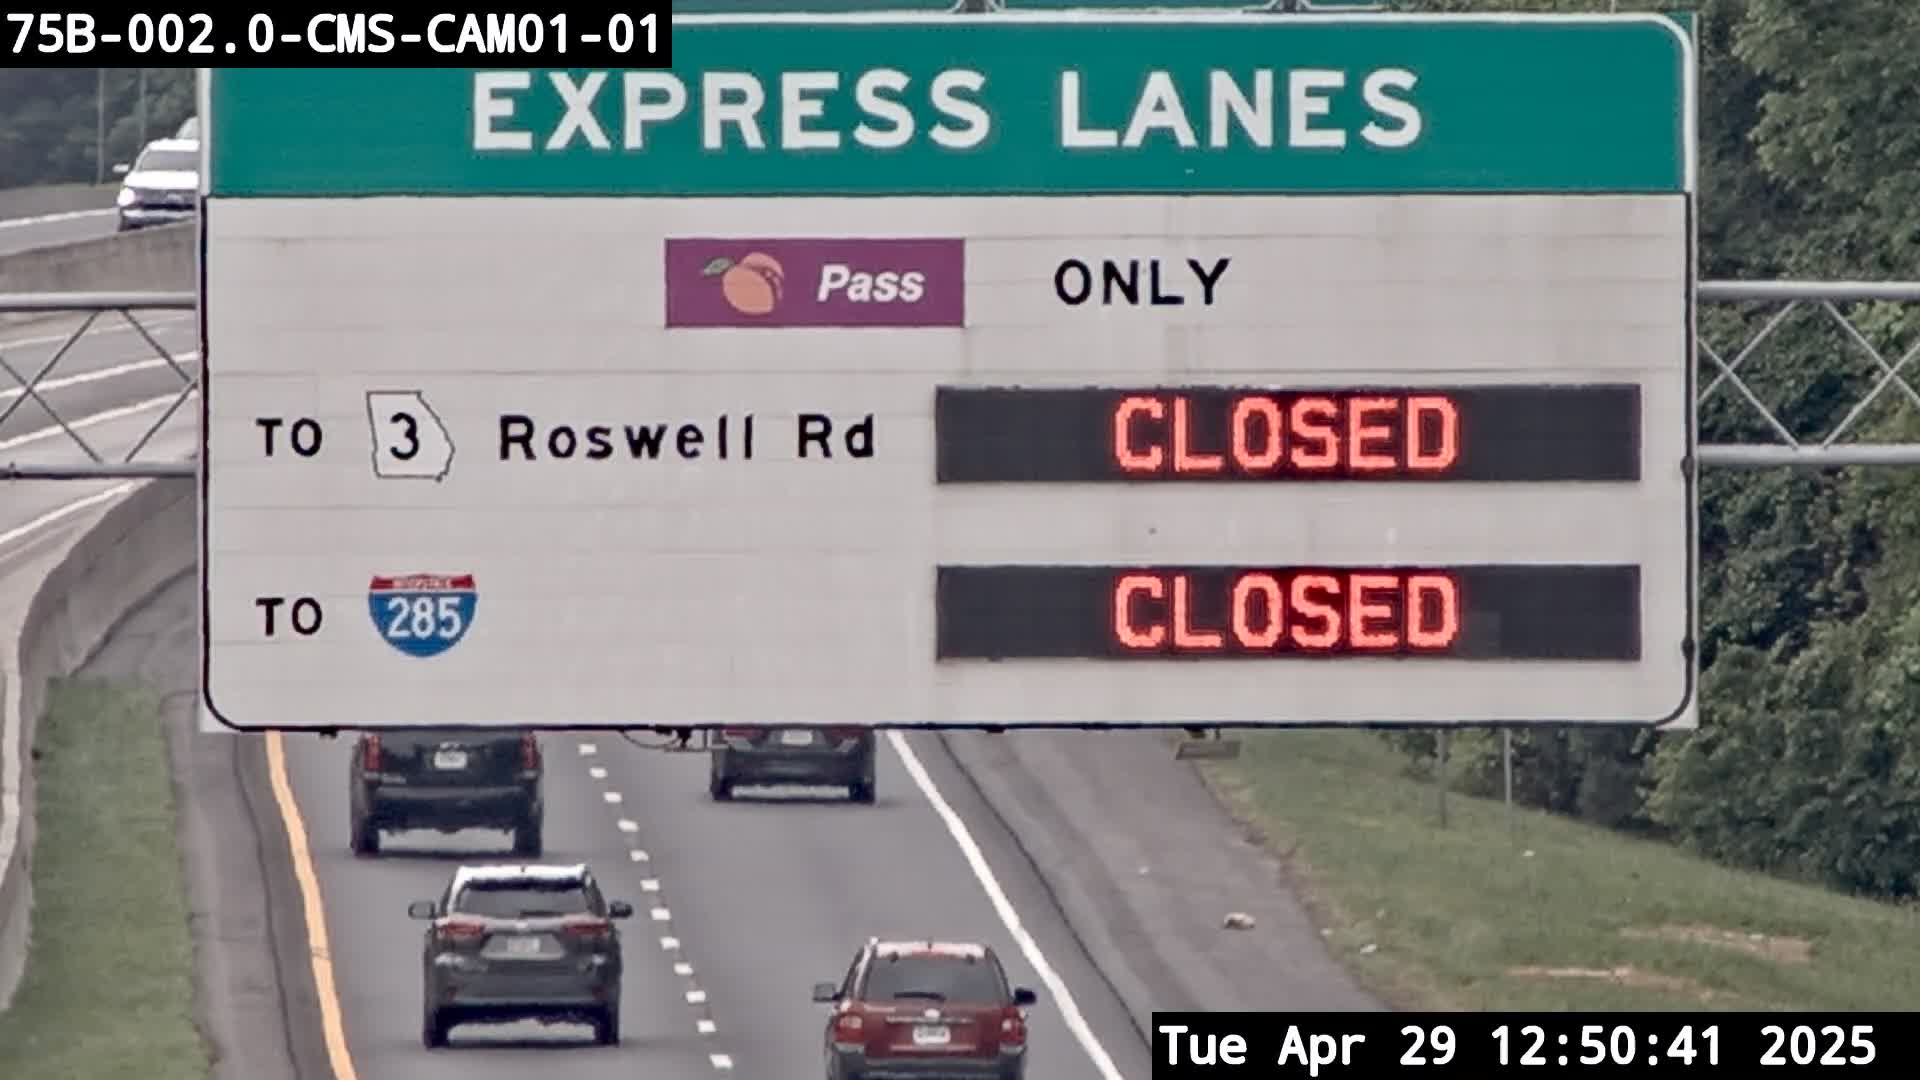 75B-002.0-CMS-CAM01-01
EXPRESS LANES
Pass ONLY
TO 3 Roswell Rd CLOSED
INTERSTATE
TO 285 CLOSED
Tue Apr 29 12:50:41 2025